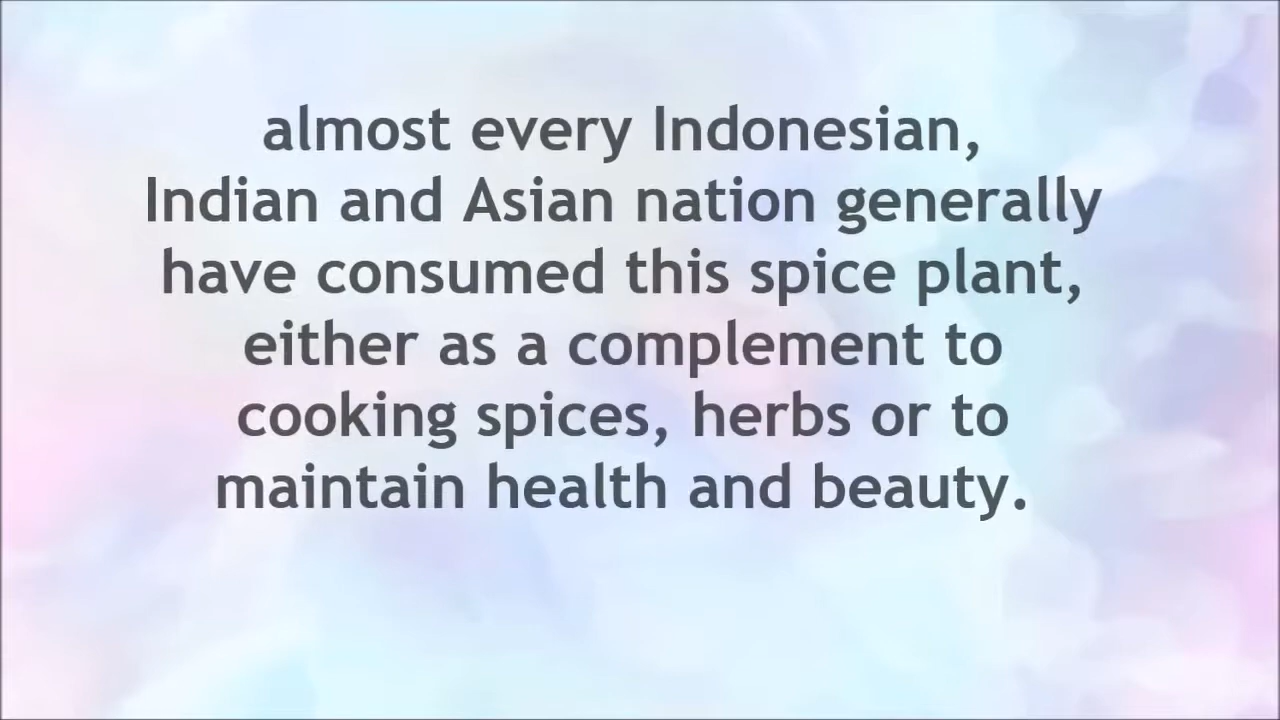 almost every Indonesian,
Indian and Asian nation generally
have consumed this spice plant,
either as a complement to
cooking spices, herbs or to
maintain health and beauty.